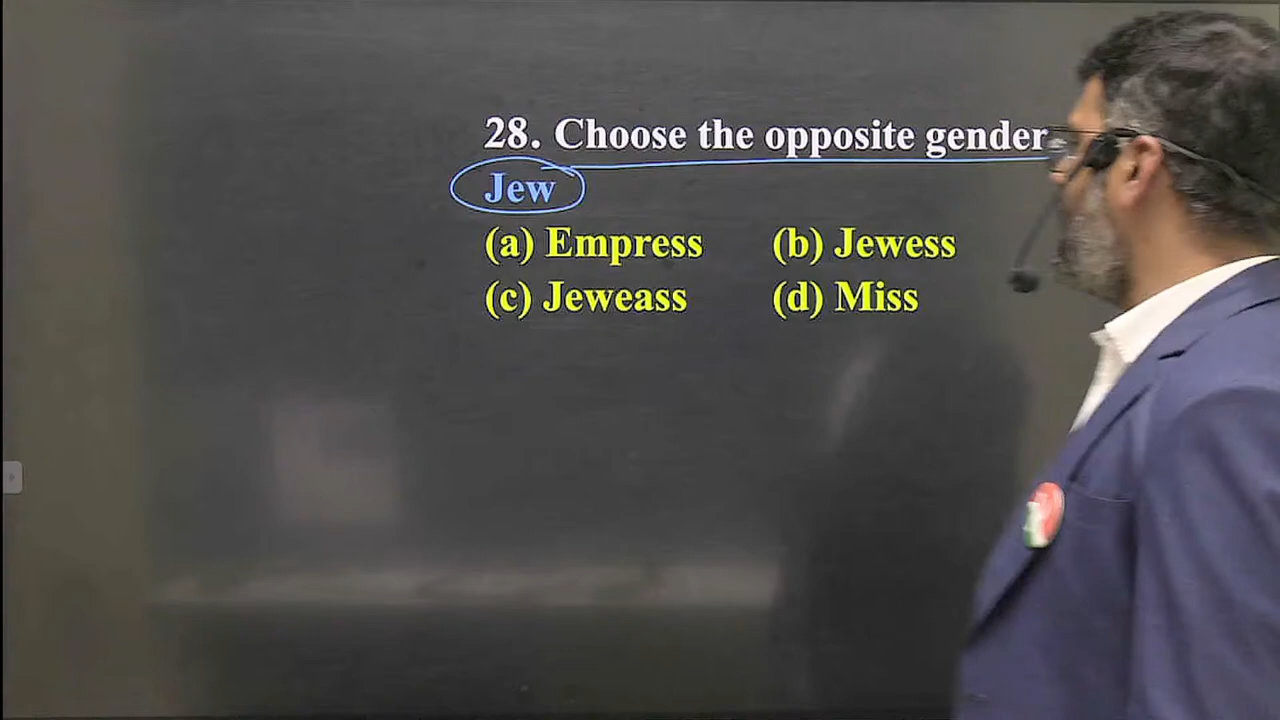 28. Choose the opposite gender
Jew
(a) Empress (b) Jewess
(c) Jeweass (d) Miss